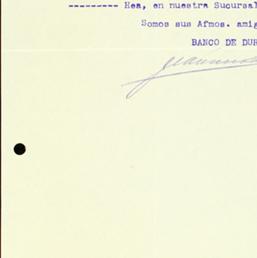 --------- Hea, en nuestra Sucursal
Somos sus Afmos. amig
BANCO DE DUR